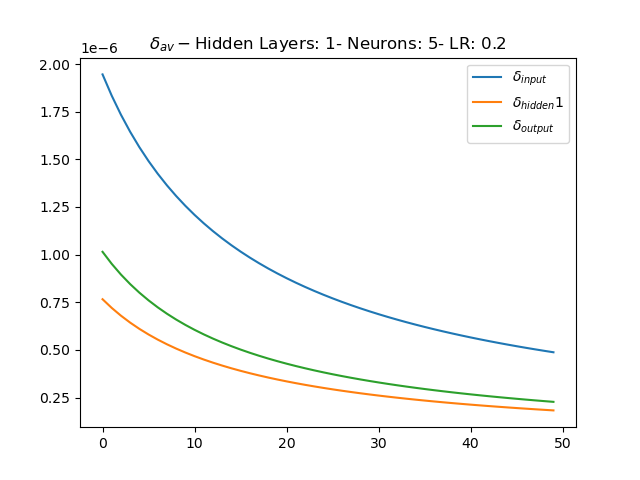 δ_av − Hidden Layers: 1- Neurons: 5- LR: 0.2
1e−6
2.00
1.75
1.50
1.25
1.00
0.75
0.50
0.25
0 10 20 30 40 50
δ_input
δ_hidden1
δ_output